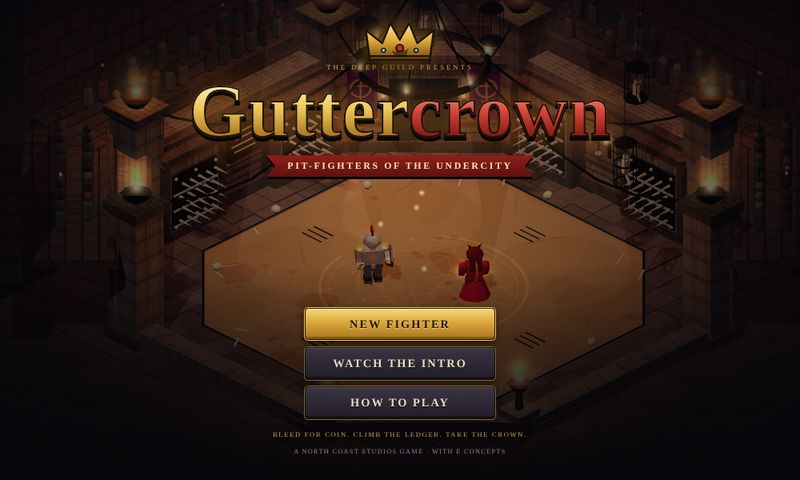 THE DEEP GUILD PRESENTS
Guttercrown
PIT-FIGHTERS OF THE UNDERCITY
NEW FIGHTER
WATCH THE INTRO
HOW TO PLAY
BLEED FOR COIN. CLIMB THE LEDGER. TAKE THE CROWN.
A NORTH COAST STUDIOS GAME · WITH E CONCEPTS